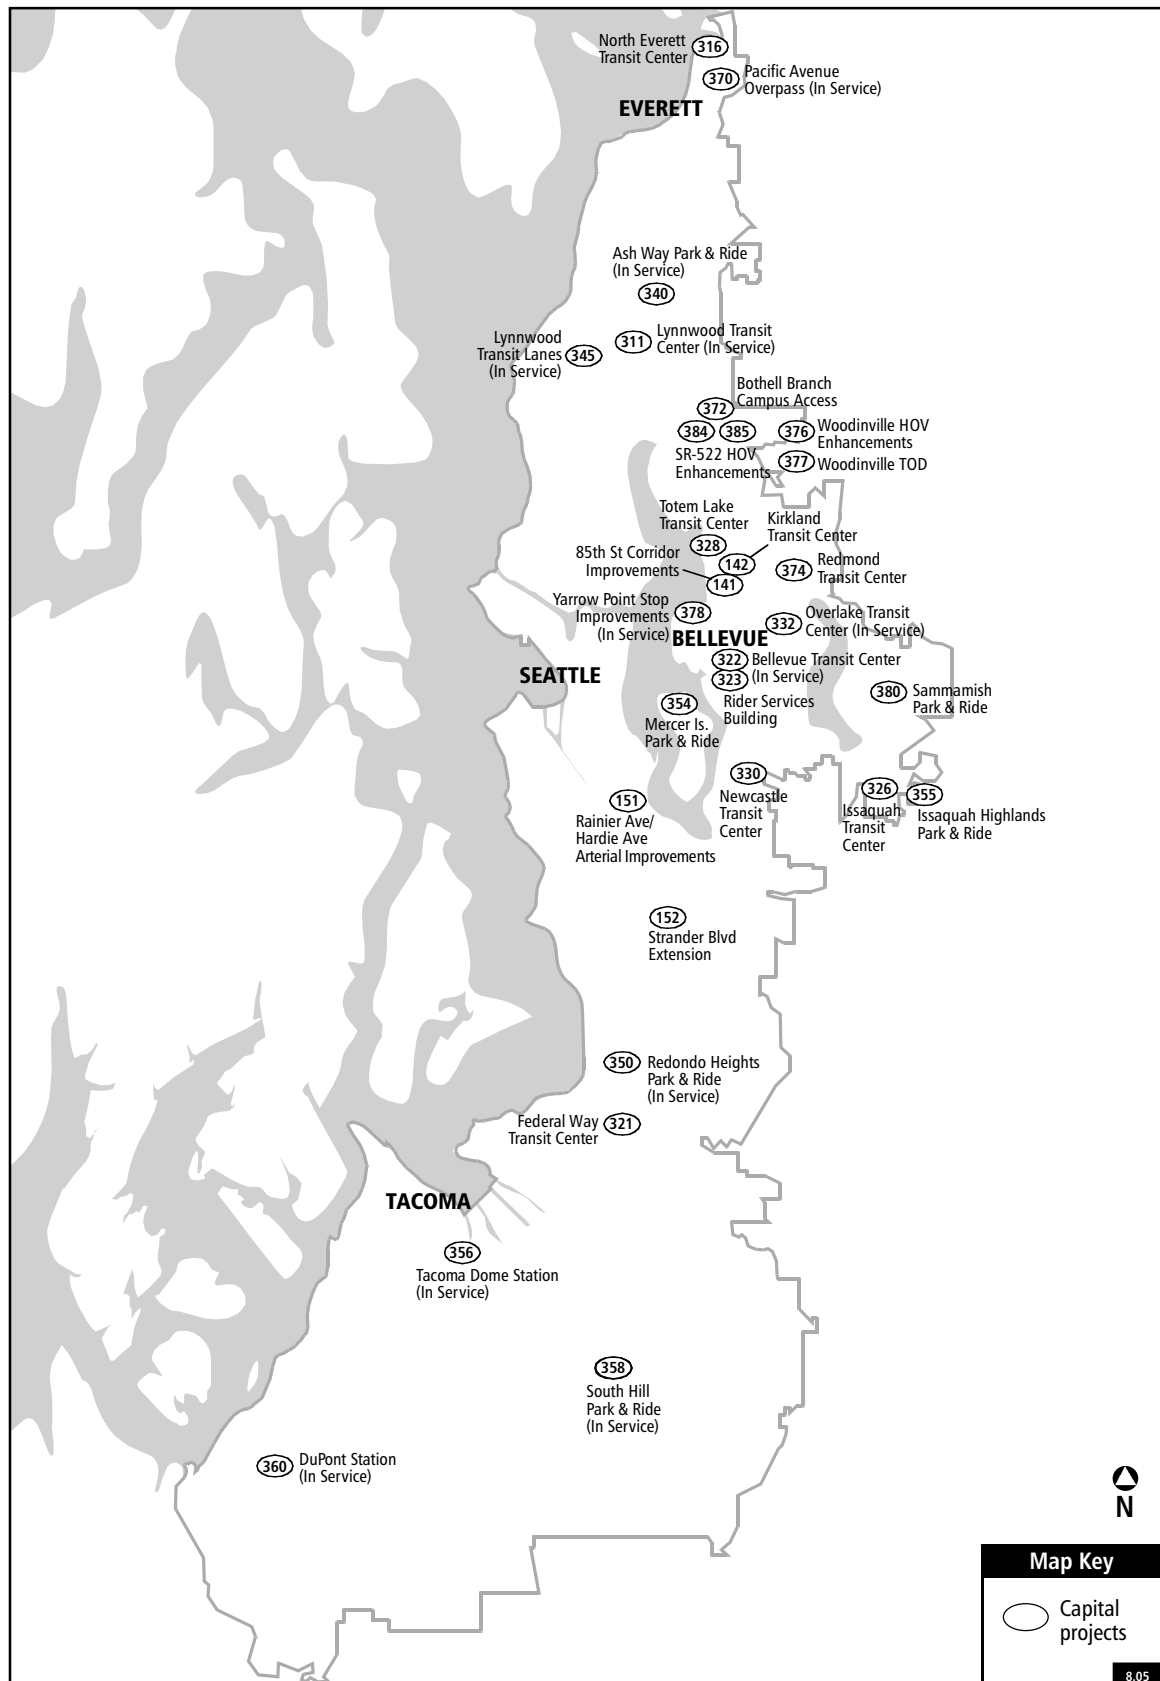 North Everett
Transit Center
316
370
Pacific Avenue
Overpass (In Service)
EVERETT
Ash Way Park & Ride
(In Service)
340
Lynnwood
Transit Lanes
(In Service)
345
311
Lynnwood Transit
Center (In Service)
Bothell Branch
Campus Access
372
384
385
SR-522 HOV
Enhancements
376
Woodinville HOV
Enhancements
377
Woodinville TOD
Totem Lake
Transit Center
328
Kirkland
Transit Center
142
85th St Corridor
Improvements
141
374
Redmond
Transit Center
Yarrow Point Stop
Improvements
(In Service)
378
332
Overlake Transit
Center (In Service)
BELLEVUE
SEATTLE
322
Bellevue Transit Center
(In Service)
323
Rider Services
Building
354
Mercer Is.
Park & Ride
380
Sammamish
Park & Ride
330
Newcastle
Transit
Center
326
Issaquah
Transit
Center
355
Issaquah Highlands
Park & Ride
151
Rainier Ave/
Hardie Ave
Arterial Improvements
152
Strander Blvd
Extension
350
Redondo Heights
Park & Ride
(In Service)
Federal Way
Transit Center
321
TACOMA
356
Tacoma Dome Station
(In Service)
358
South Hill
Park & Ride
(In Service)
360
DuPont Station
(In Service)
N
Map Key
Capital
projects
8.05